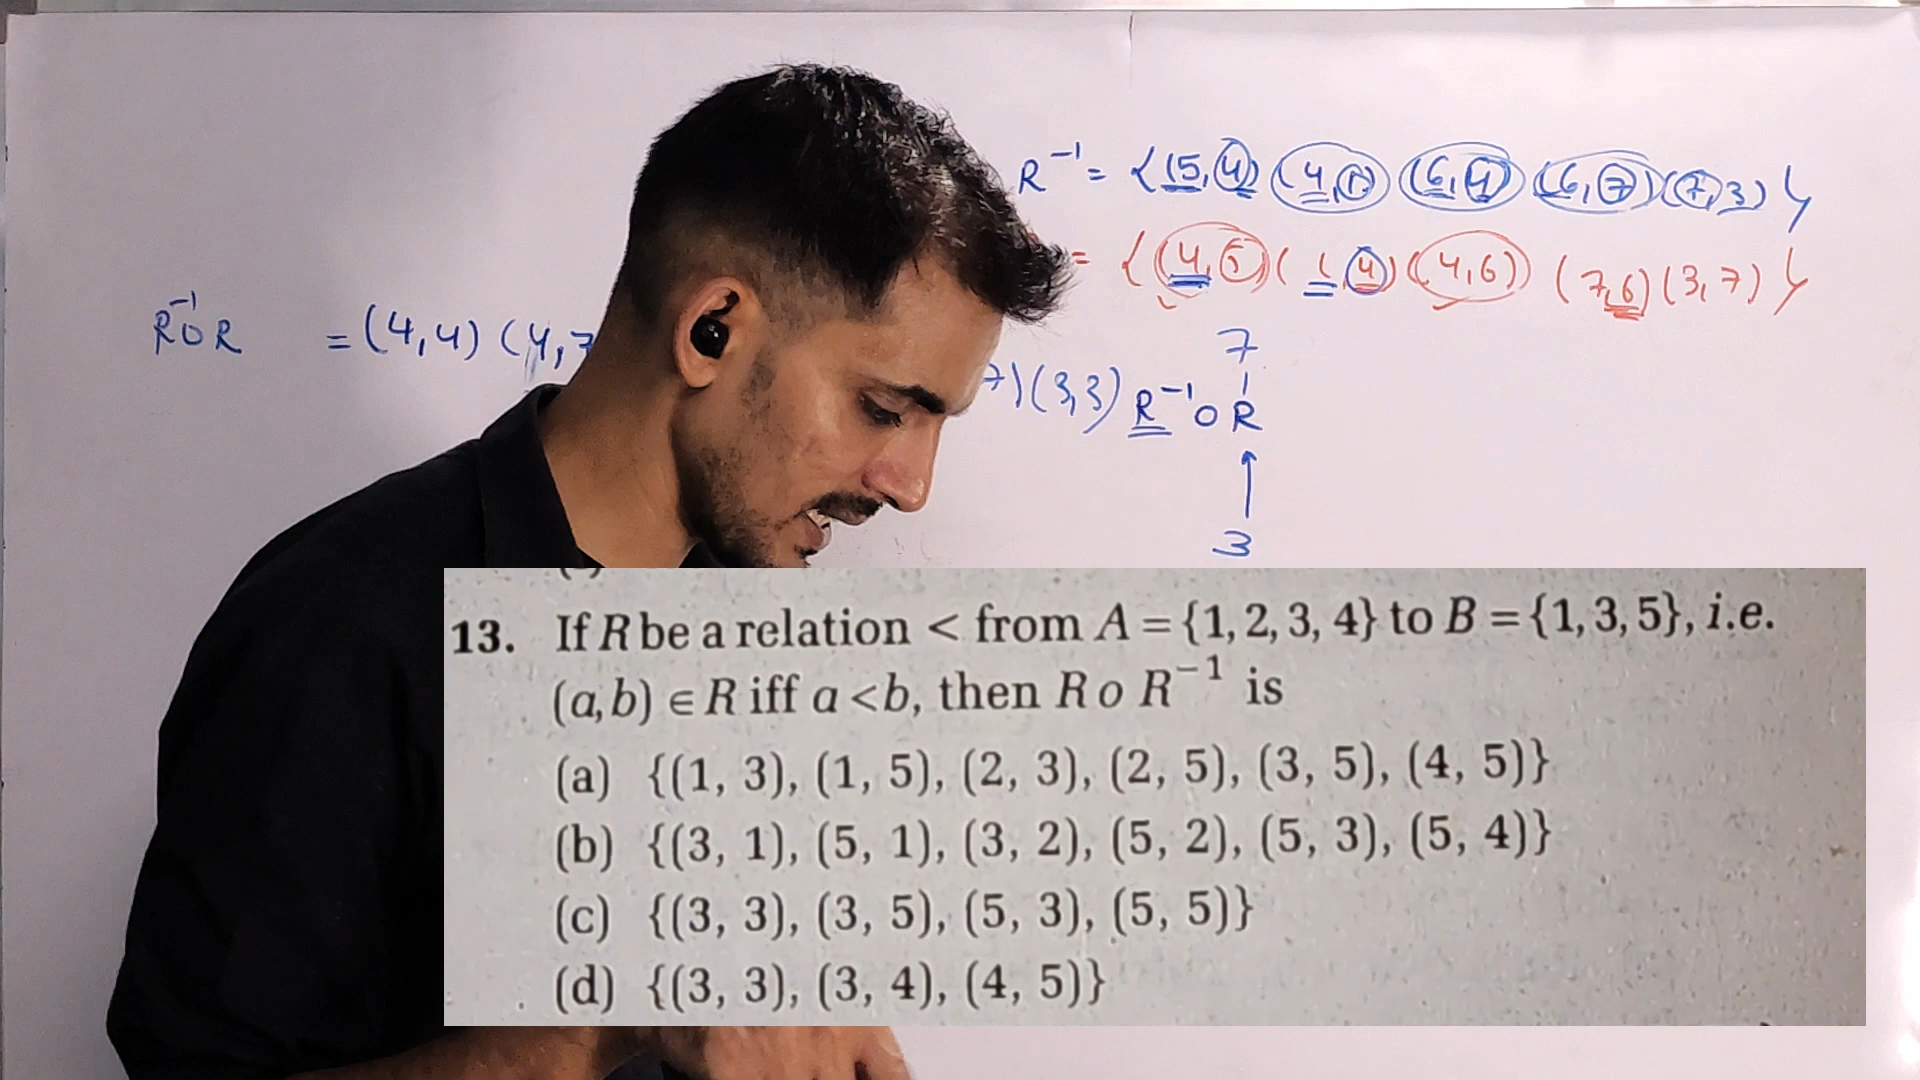 R⁻¹ = {(5,4) (4,1) (6,4) (6,7) (7,3)}
= {(4,5) (1,4) (4,6) (7,6) (3,7)}
R⁻¹oR = (4,4) (4,7
7) (3,3) R⁻¹oR
7
3
13. If R be a relation < from A = {1, 2, 3, 4} to B = {1, 3, 5}, i.e.
(a,b) ∈ R iff a < b, then R o R⁻¹ is
(a) {(1, 3), (1, 5), (2, 3), (2, 5), (3, 5), (4, 5)}
(b) {(3, 1), (5, 1), (3, 2), (5, 2), (5, 3), (5, 4)}
(c) {(3, 3), (3, 5), (5, 3), (5, 5)}
(d) {(3, 3), (3, 4), (4, 5)}